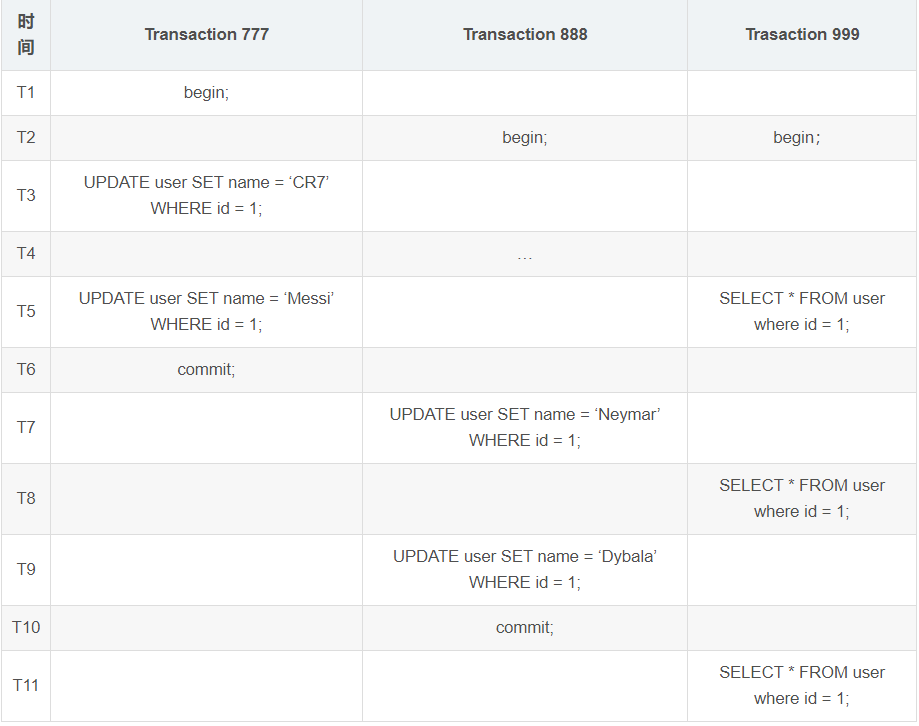 时
间
Transaction 777
Transaction 888
Trasaction 999
T1
begin;
T2
begin;
begin；
T3
UPDATE user SET name = ‘CR7’
WHERE id = 1;
T4
…
T5
UPDATE user SET name = ‘Messi’
WHERE id = 1;
SELECT * FROM user
where id = 1;
T6
commit;
T7
UPDATE user SET name = ‘Neymar’
WHERE id = 1;
T8
SELECT * FROM user
where id = 1;
T9
UPDATE user SET name = ‘Dybala’
WHERE id = 1;
T10
commit;
T11
SELECT * FROM user
where id = 1;